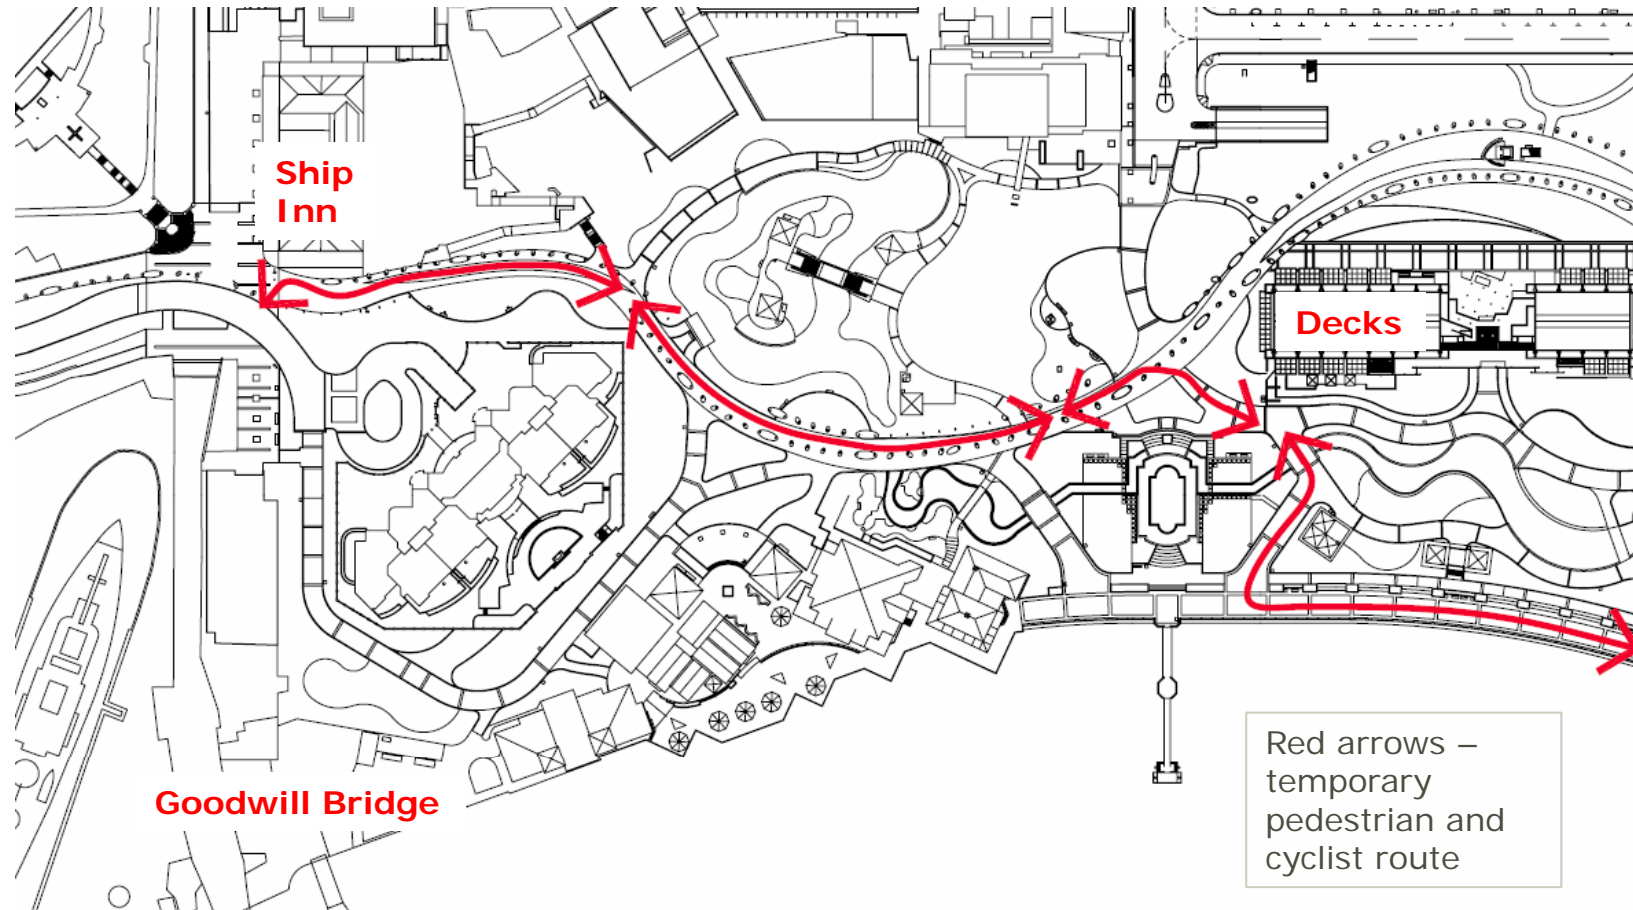 Ship
Inn
Decks
Goodwill Bridge
Red arrows –
temporary
pedestrian and
cyclist route